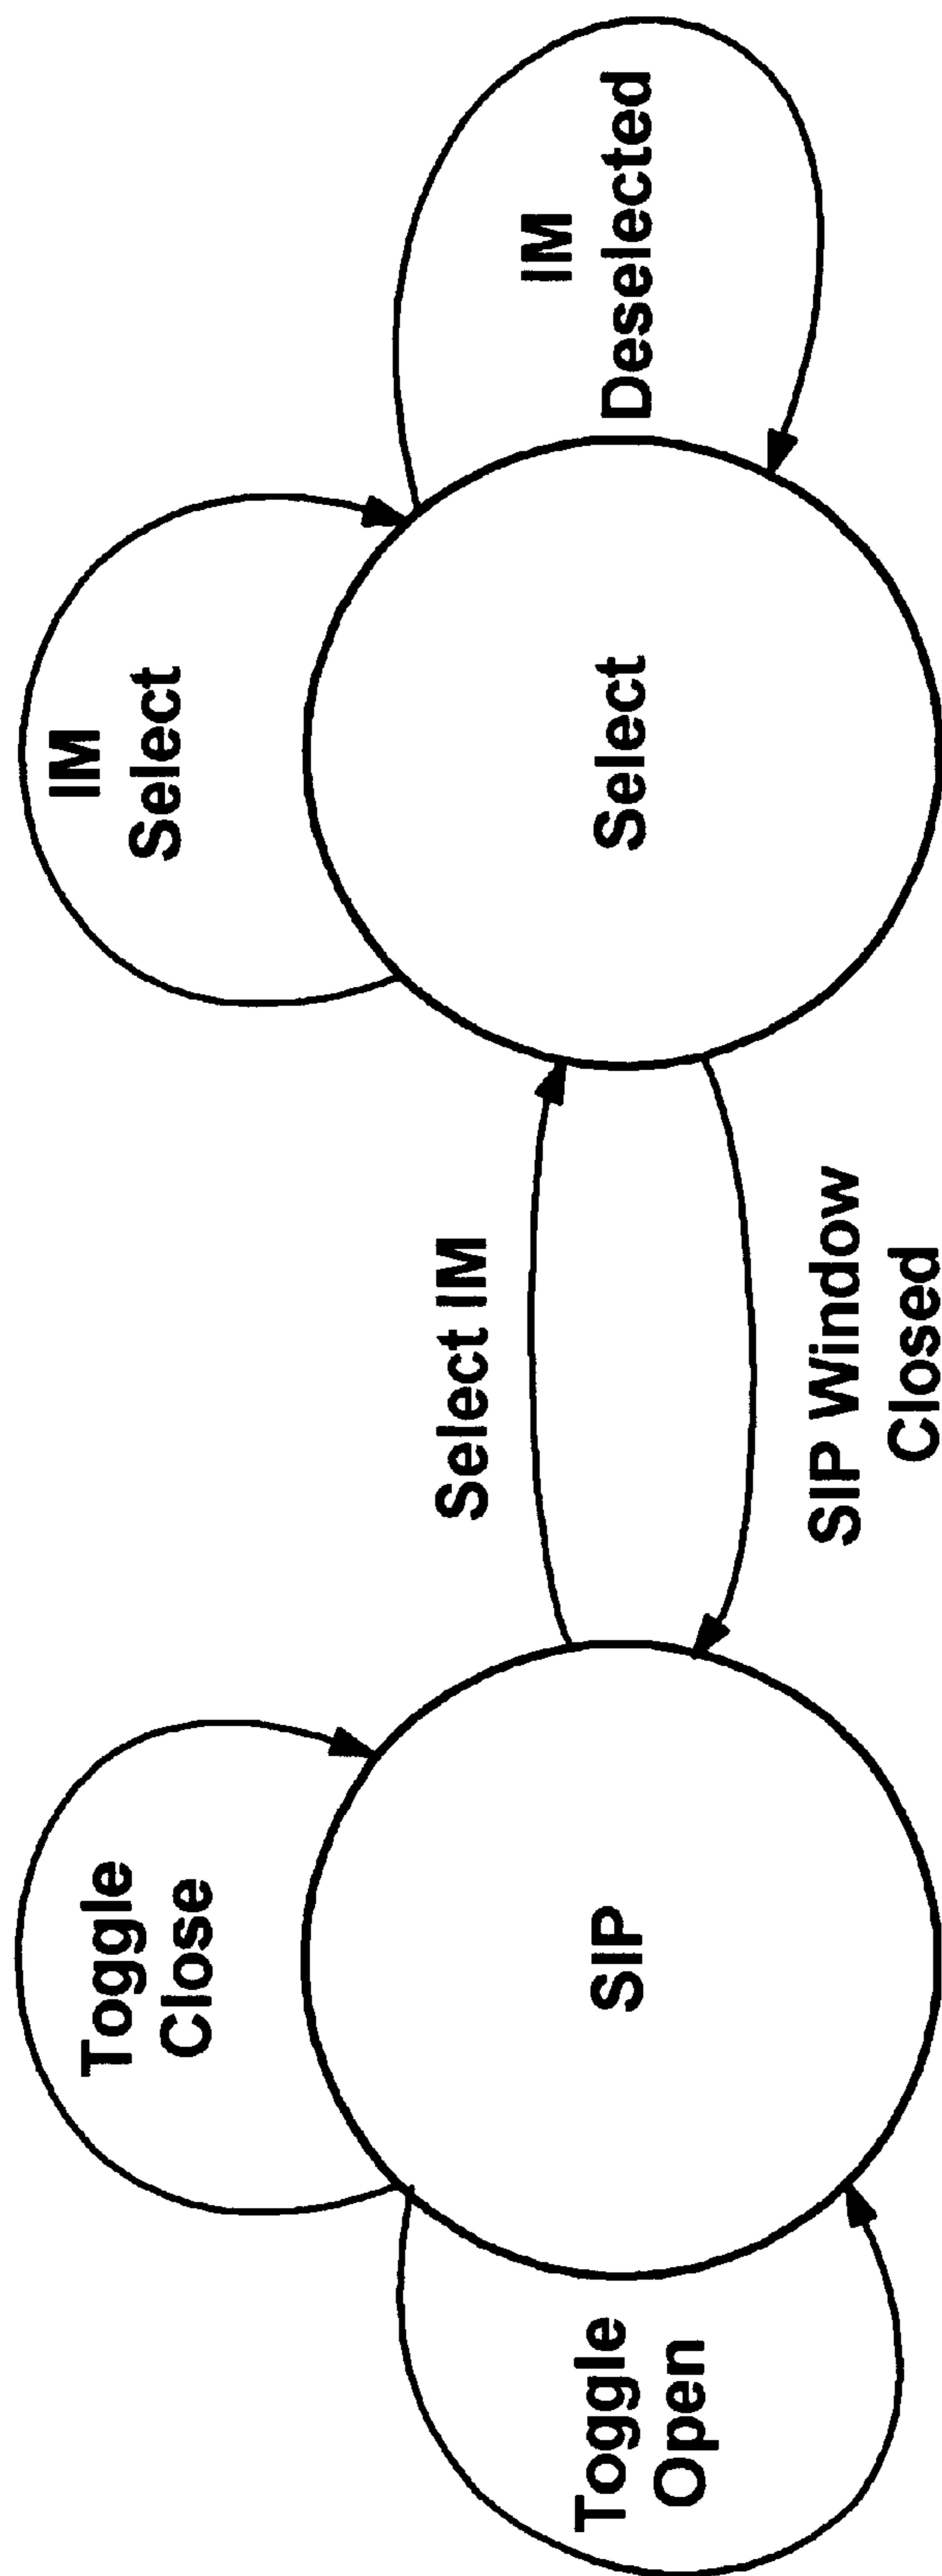 Toggle
Close
Toggle
Open
SIP
Select IM
SIP Window
Closed
IM
Select
Select
IM
Deselected